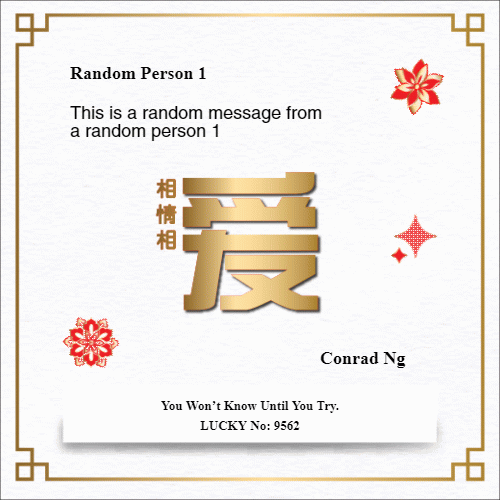 Random Person 1
This is a random message from
a random person 1
相情相
爱
Conrad Ng
You Won’t Know Until You Try.
LUCKY No: 9562